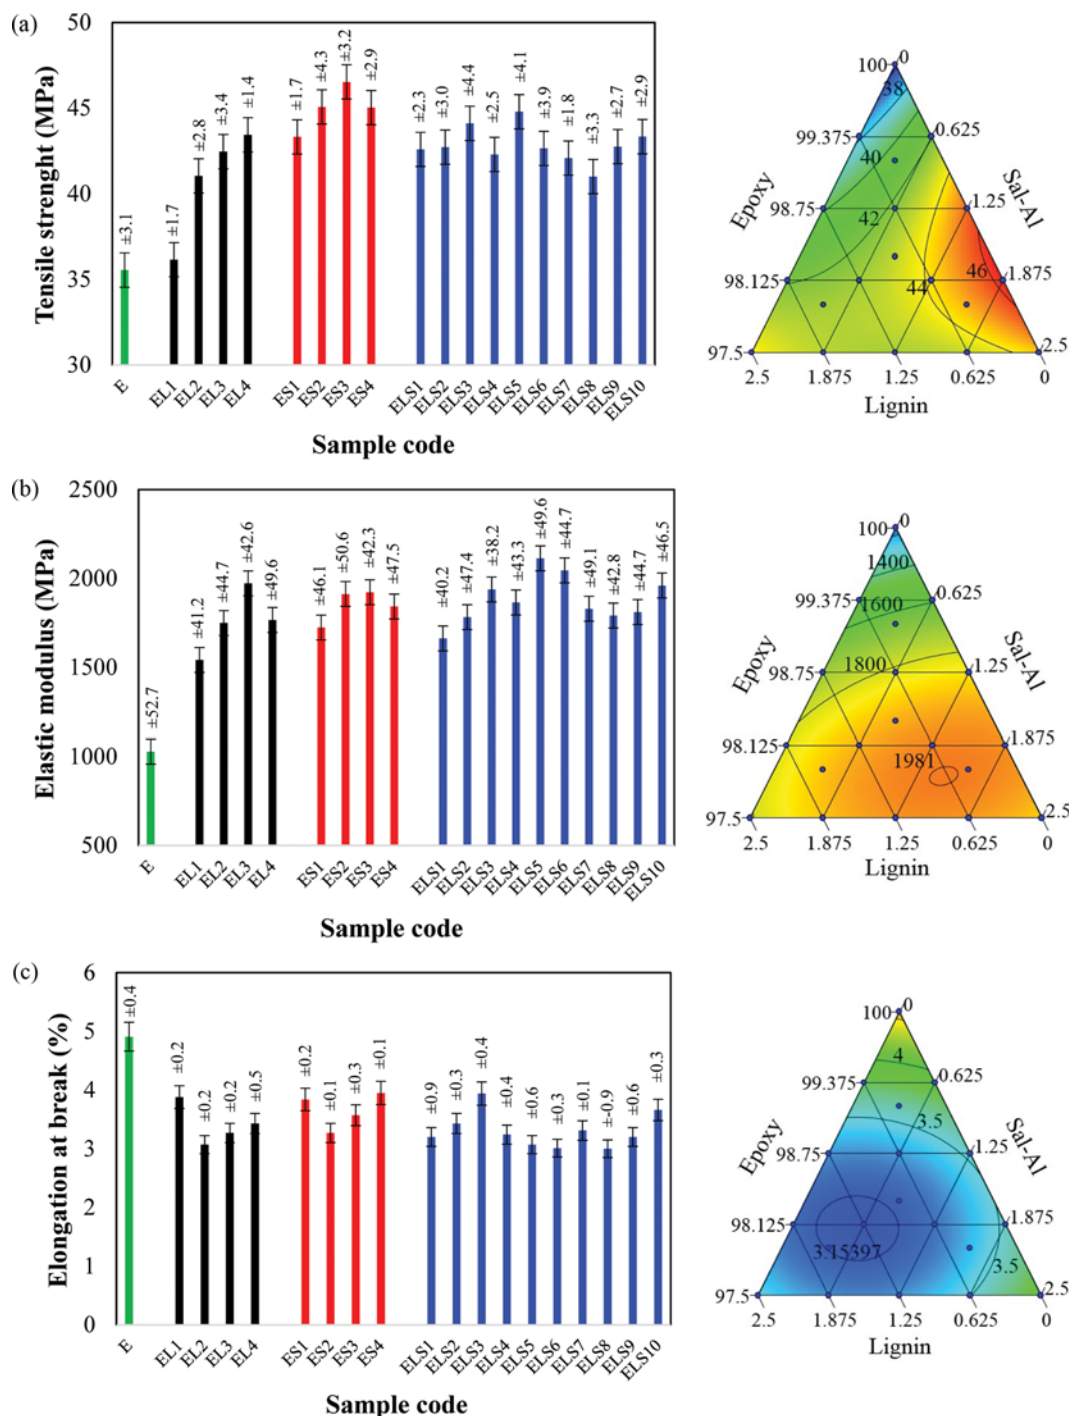 (a)
Tensile strenght (MPa)
50
45
40
35
30
±3.1
±1.7
±2.8
±3.4
±1.4
±1.7
±4.3
±3.2
±2.9
±2.3
±3.0
±4.4
±2.5
±4.1
±3.9
±1.8
±3.3
±2.7
±2.9
E
EL1
EL2
EL3
EL4
ES1
ES2
ES3
ES4
ELS1
ELS2
ELS3
ELS4
ELS5
ELS6
ELS7
ELS8
ELS9
ELS10
Sample code
100
0
38
99.375
0.625
40
Epoxy
Sal-Al
98.75
1.25
42
98.125
44
46
1.875
97.5
2.5
2.5
1.875
1.25
0.625
0
Lignin
(b)
Elastic modulus (MPa)
2500
2000
1500
1000
500
±52.7
±41.2
±44.7
±42.6
±49.6
±46.1
±50.6
±42.3
±47.5
±40.2
±47.4
±38.2
±43.3
±49.6
±44.7
±49.1
±42.8
±44.7
±46.5
E
EL1
EL2
EL3
EL4
ES1
ES2
ES3
ES4
ELS1
ELS2
ELS3
ELS4
ELS5
ELS6
ELS7
ELS8
ELS9
ELS10
Sample code
100
0
1400
99.375
1600
0.625
Epoxy
Sal-Al
98.75
1800
1.25
98.125
1981
1.875
97.5
2.5
2.5
1.875
1.25
0.625
0
Lignin
(c)
Elongation at break (%)
6
5
4
3
2
1
0
±0.4
±0.2
±0.2
±0.2
±0.5
±0.2
±0.1
±0.3
±0.1
±0.9
±0.3
±0.4
±0.4
±0.6
±0.3
±0.1
±-0.9
±0.6
±0.3
E
EL1
EL2
EL3
EL4
ES1
ES2
ES3
ES4
ELS1
ELS2
ELS3
ELS4
ELS5
ELS6
ELS7
ELS8
ELS9
ELS10
Sample code
100
0
4
99.375
0.625
3.5
Epoxy
Sal-Al
98.75
1.25
98.125
1.875
3.15397
3.5
97.5
2.5
2.5
1.875
1.25
0.625
0
Lignin